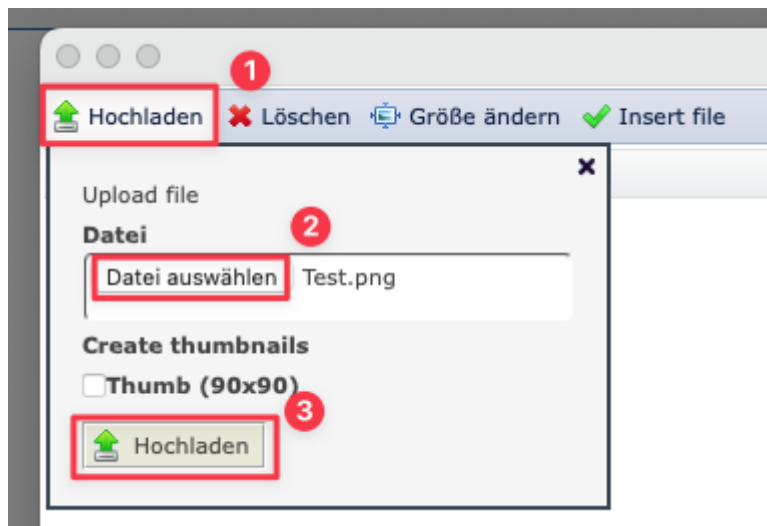 1
Hochladen Löschen Größe ändern Insert file
Upload file
2
Datei
Datei auswählen Test.png
Create thumbnails
Thumb (90x90)
3
Hochladen